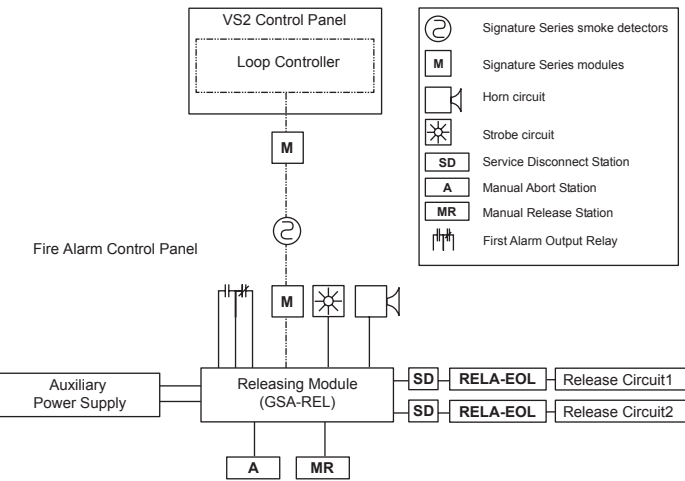 VS2 Control Panel
Loop Controller
M
Fire Alarm Control Panel
M
Auxiliary
Power Supply
Releasing Module
(GSA-REL)
SD
RELA-EOL
Release Circuit1
SD
RELA-EOL
Release Circuit2
A
MR
Signature Series smoke detectors
M
Signature Series modules
Horn circuit
Strobe circuit
SD
Service Disconnect Station
A
Manual Abort Station
MR
Manual Release Station
First Alarm Output Relay